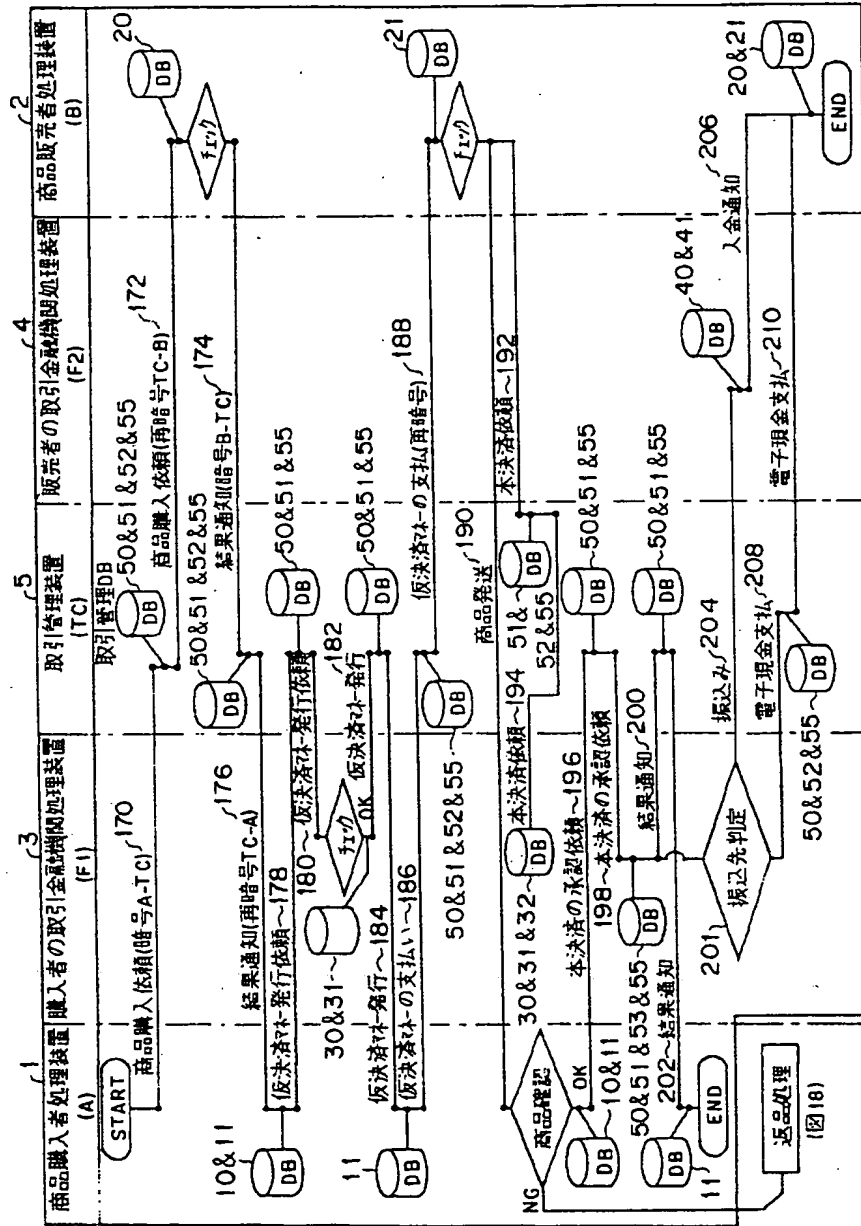 1
商品購入者処理装置
(A)
3
購入者の取引金融機関処理装置
(F1)
5
取引管理装置
(TC)
4
販売者の取引金融機関処理装置
(F2)
2
商品販売者処理装置
(B)
START
商品購入依頼(暗号A-TC)
170
取引管理DB
DB
50&51&52&55
商品購入依頼(再暗号TC-B)
172
DB
20
チェック
結果通知(暗号B-TC)
174
50&51&52&55
DB
結果通知(再暗号TC-A)
176
10&11
DB
仮決済マネー発行依頼~178
DB
50&51&55
180~仮決済マネー発行依頼
30&31~
チェック
OK
182
仮決済マネー発行
DB
50&51&55
仮決済マネー発行~184
11
DB
仮決済マネーの支払い~186
DB
50&51&52&55
仮決済マネーの支払(再暗号)
188
DB
21
チェック
商品発送
190
本決済依頼~192
DB
51&
52&55
本決済依頼~194
DB
30&31&32
商品確認
NG
OK
DB
10&11
本決済の承認依頼~196
DB
50&51&55
198~本決済の承認依頼
DB
50&51&53&55
結果通知
200
DB
50&51&55
202~結果通知
DB
11
END
返品処理
(図18)
201
振込先判定
振込み
204
DB
40&41
入金通知
206
電子現金支払
208
DB
50&52&55
電子現金支払
210
DB
20&21
END